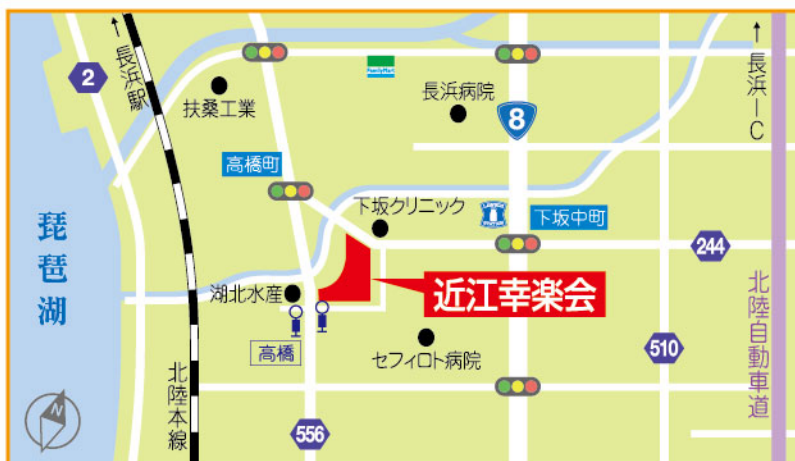 ↑長浜駅
2
扶桑工業
FamilyMart
長浜病院
8
↑長浜IC
高橋町
下坂クリニック
LAWSON
下坂中町
244
琵琶湖
湖北水産
近江幸楽会
高橋
セフィロト病院
510
北陸自動車道
北陸本線
556
N